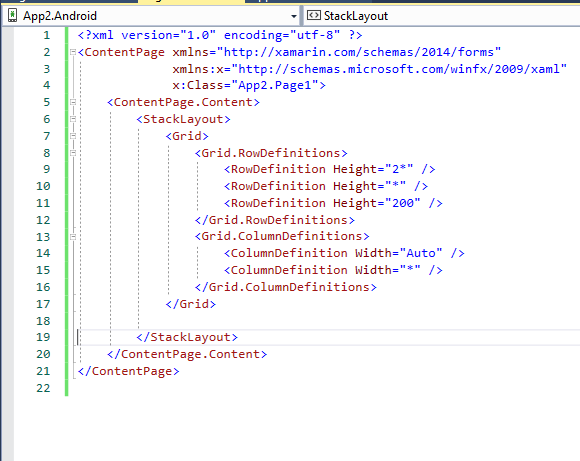 App2.Android
StackLayout
1 <?xml version="1.0" encoding="utf-8" ?>
2 <ContentPage xmlns="http://xamarin.com/schemas/2014/forms"
3 xmlns:x="http://schemas.microsoft.com/winfx/2009/xaml"
4 x:Class="App2.Page1">
5 <ContentPage.Content>
6 <StackLayout>
7 <Grid>
8 <Grid.RowDefinitions>
9 <RowDefinition Height="2*" />
10 <RowDefinition Height="*" />
11 <RowDefinition Height="200" />
12 </Grid.RowDefinitions>
13 <Grid.ColumnDefinitions>
14 <ColumnDefinition Width="Auto" />
15 <ColumnDefinition Width="*" />
16 </Grid.ColumnDefinitions>
17 </Grid>
18
19 </StackLayout>
20 </ContentPage.Content>
21 </ContentPage>
22